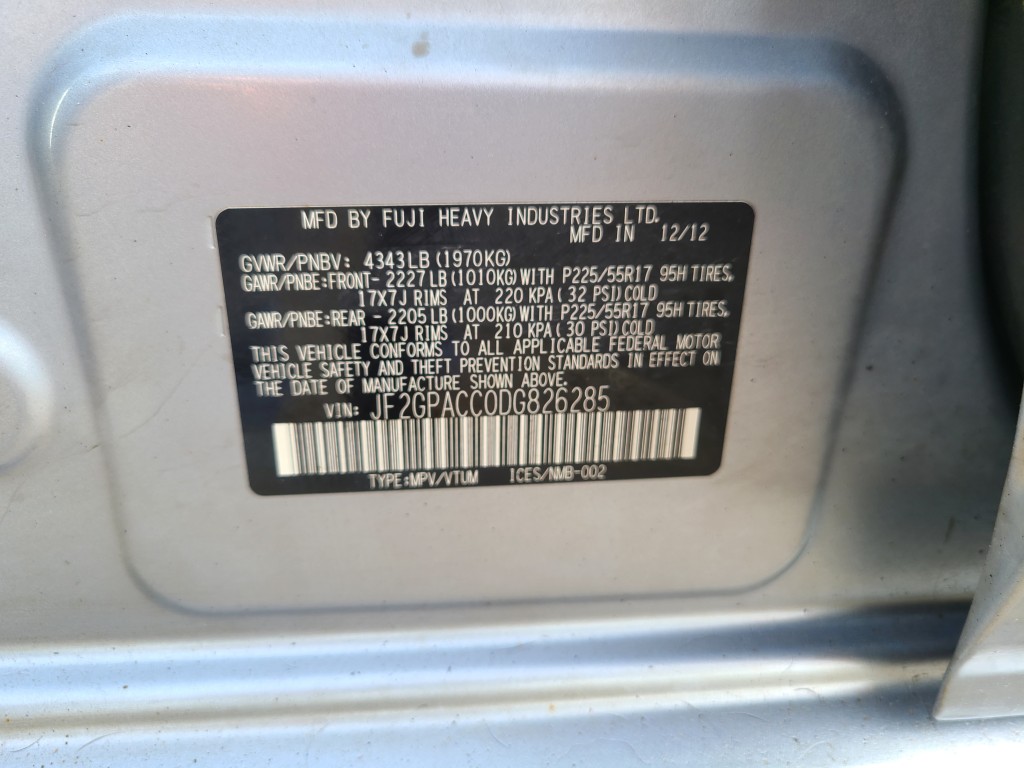 MFD BY FUJI HEAVY INDUSTRIES LTD.
MFD IN 12/12
GVWR/PNBV: 4343LB(1970KG)
GAWR/PNBE:FRONT- 2227LB(1010KG)WITH P225/55R17 95H TIRES,
17X7J RIMS AT 220 KPA(32 PSI)COLD
GAWR/PNBE:REAR - 2205LB(1000KG)WITH P225/55R17 95H TIRES,
17X7J RIMS AT 210 KPA(30 PSI)COLD
THIS VEHICLE CONFORMS TO ALL APPLICABLE FEDERAL MOTOR
VEHICLE SAFETY AND THEFT PREVENTION STANDARDS IN EFFECT ON
THE DATE OF MANUFACTURE SHOWN ABOVE.
VIN: JF2GPACC0DG826285
TYPE:MPV/VTUM ICES/NMB-002